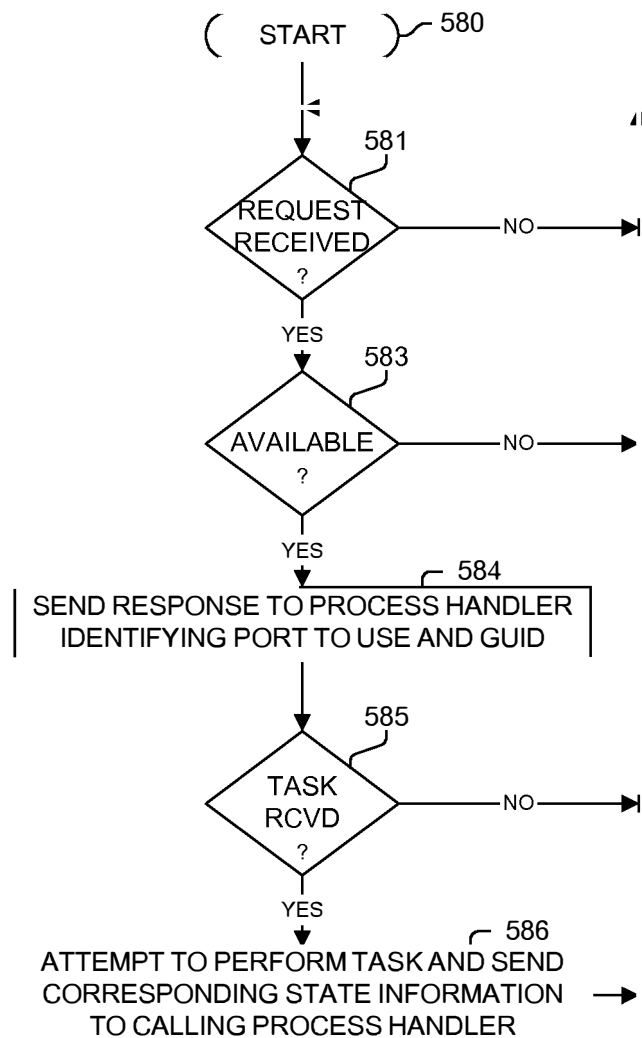 START
580
581
REQUEST
RECEIVED
?
NO
YES
583
AVAILABLE
?
NO
YES
584
SEND RESPONSE TO PROCESS HANDLER
IDENTIFYING PORT TO USE AND GUID
585
TASK
RCVD
?
NO
YES
586
ATTEMPT TO PERFORM TASK AND SEND
CORRESPONDING STATE INFORMATION
TO CALLING PROCESS HANDLER